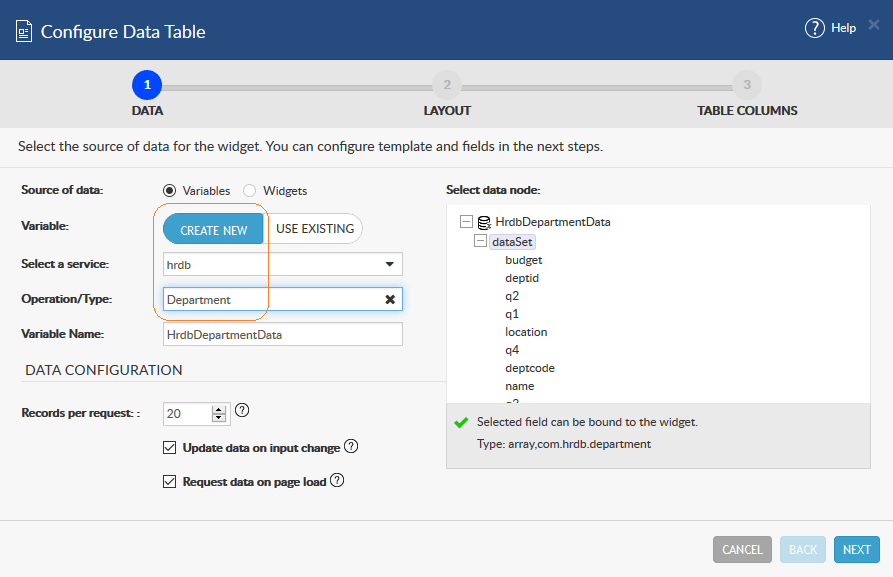 Configure Data Table
? Help ×
1 2 3
DATA LAYOUT TABLE COLUMNS
Select the source of data for the widget. You can configure template and fields in the next steps.
Source of data: Variables Widgets
Variable: CREATE NEW USE EXISTING
Select a service: hrdb
Operation/Type: Department
Variable Name: HrdbDepartmentData
DATA CONFIGURATION
Records per request: : 20 ?
Update data on input change ?
Request data on page load ?
Select data node:
HrdbDepartmentData
dataSet
budget
deptid
q2
q1
location
q4
deptcode
name
Selected field can be bound to the widget.
Type: array,com.hrdb.department
CANCEL BACK NEXT